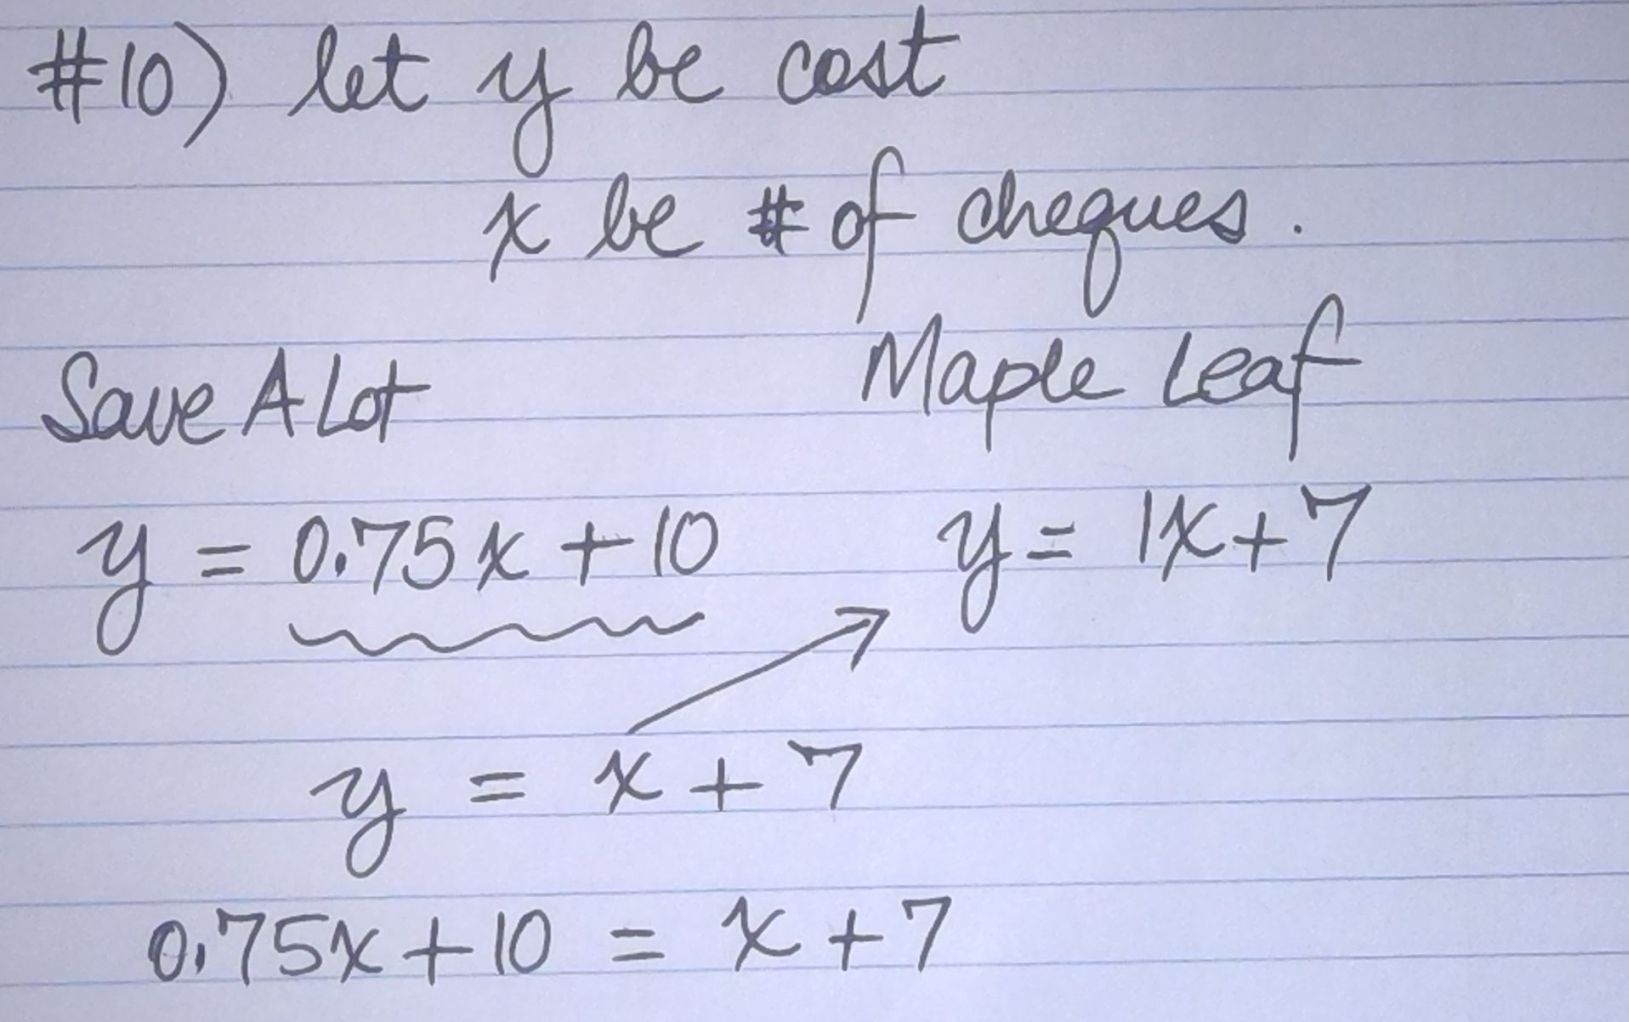 #10) let y be cost
x be # of cheques.
Save A Lot Maple Leaf
y = 0.75x + 10 y = 1x + 7
y = x + 7
0.75x + 10 = x + 7